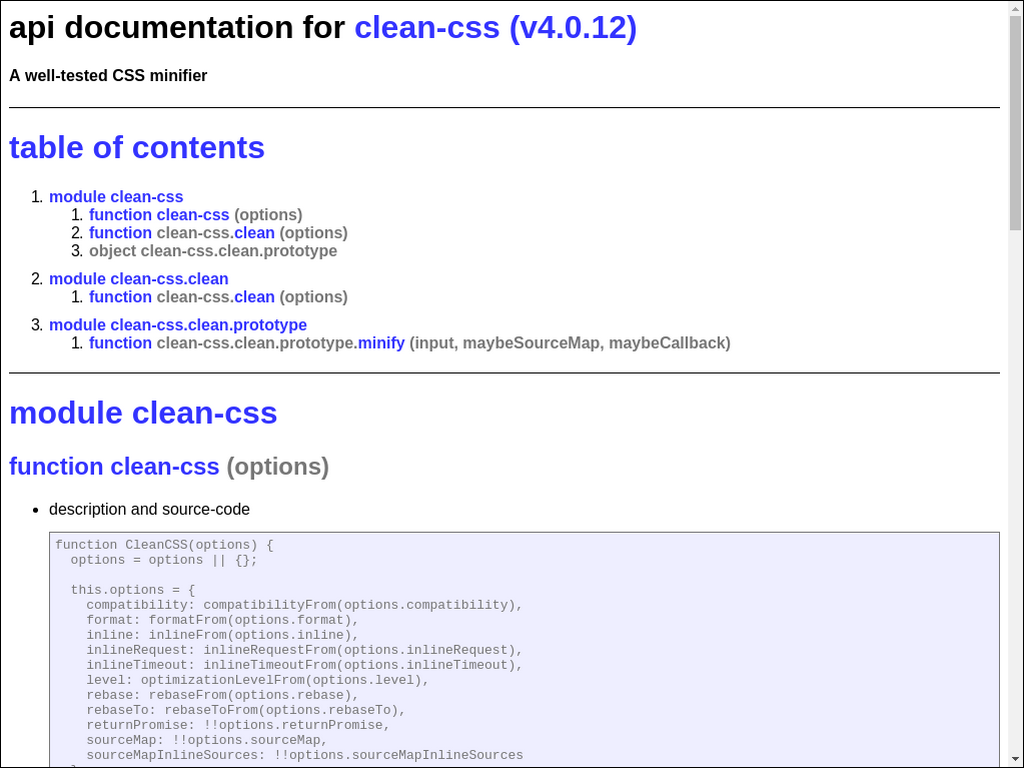 api documentation for clean-css (v4.0.12)
A well-tested CSS minifier
table of contents
1. module clean-css
1. function clean-css (options)
2. function clean-css.clean (options)
3. object clean-css.clean.prototype
2. module clean-css.clean
1. function clean-css.clean (options)
3. module clean-css.clean.prototype
1. function clean-css.clean.prototype.minify (input, maybeSourceMap, maybeCallback)
module clean-css
function clean-css (options)
• description and source-code
function CleanCSS(options) {
  options = options || {};
  this.options = {
    compatibility: compatibilityFrom(options.compatibility),
    format: formatFrom(options.format),
    inline: inlineFrom(options.inline),
    inlineRequest: inlineRequestFrom(options.inlineRequest),
    inlineTimeout: inlineTimeoutFrom(options.inlineTimeout),
    level: optimizationLevelFrom(options.level),
    rebase: rebaseFrom(options.rebase),
    rebaseTo: rebaseToFrom(options.rebaseTo),
    returnPromise: !!options.returnPromise,
    sourceMap: !!options.sourceMap,
    sourceMapInlineSources: !!options.sourceMapInlineSources